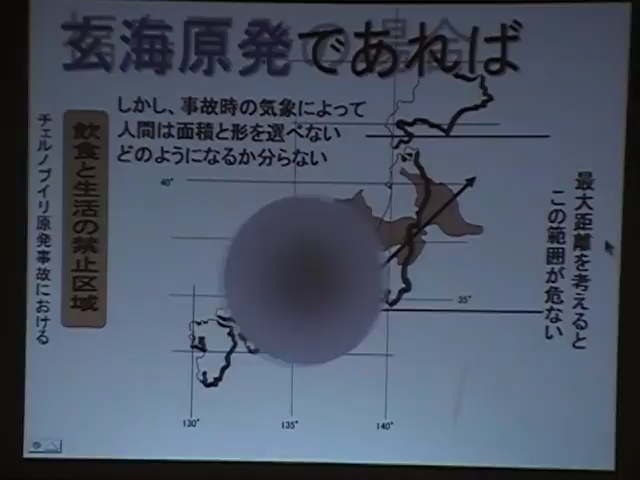 玄海原発であれば
しかし、事故時の気象によって
人間は面積と形を選べない
どのようになるか分らない
チェルノブイリ原発事故における
飲食と生活の禁止区域
最大距離を考えると
この範囲が危ない
40°
35°
130°
135°
140°